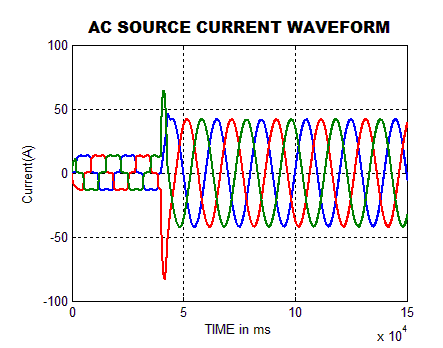 AC SOURCE CURRENT WAVEFORM
100
50
0
-50
-100
Current(A)
0 5 10 15
TIME in ms
x 10^4